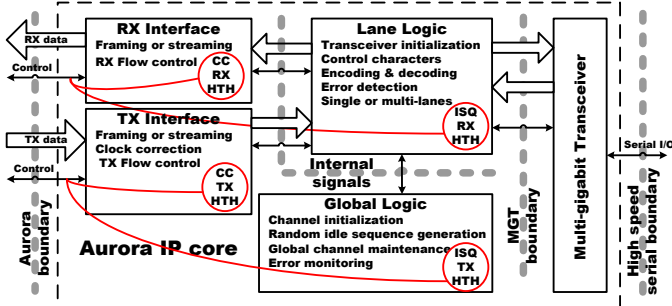 RX Interface
Framing or streaming
RX Flow control
CC
RX
HTH
RX data
Control
TX Interface
Framing or streaming
Clock correction
TX Flow control
CC
TX
HTH
TX data
Control
Lane Logic
Transceiver initialization
Control characters
Encoding & decoding
Error detection
Single or multi-lanes
ISQ
RX
HTH
Internal
signals
Global Logic
Channel initialization
Random idle sequence generation
Global channel maintenance
Error monitoring
ISQ
TX
HTH
Aurora IP core
Aurora
boundary
MGT
boundary
Multi-gigabit Transceiver
Serial I/O
High speed
serial boundary